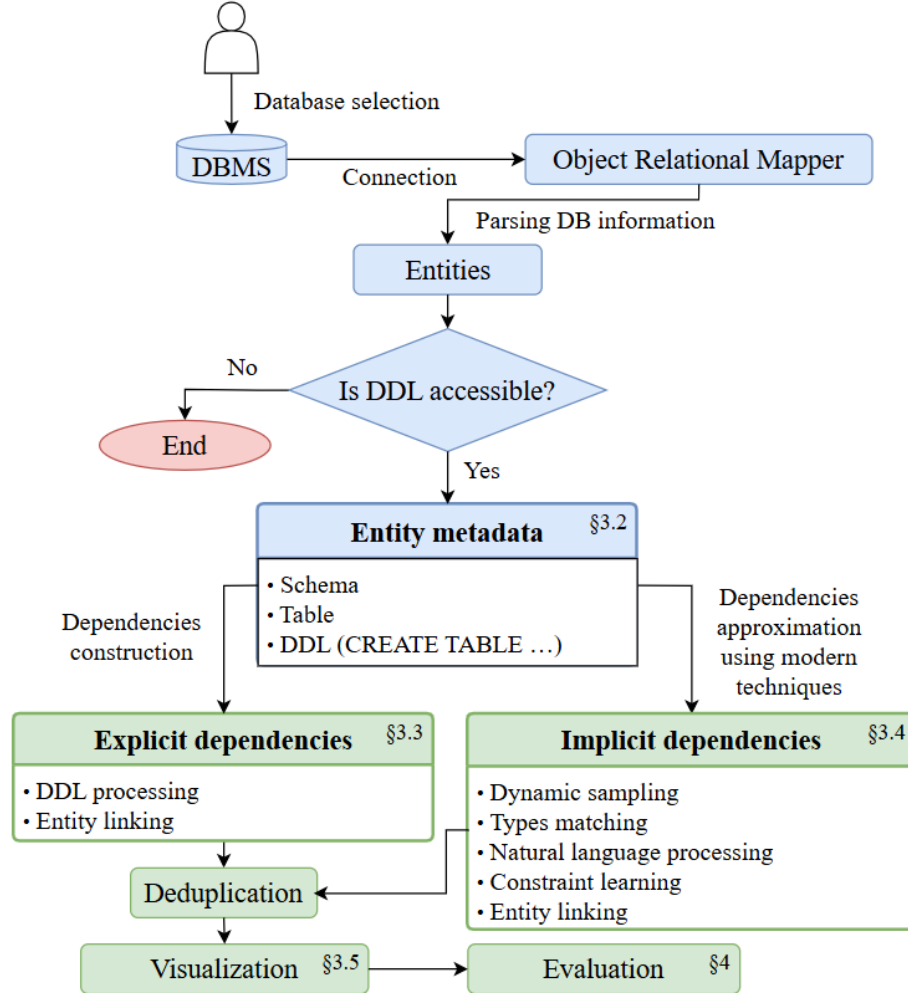 Database selection
DBMS
Connection
Object Relational Mapper
Parsing DB information
Entities
Is DDL accessible?
No
End
Yes
Entity metadata
§3.2
• Schema
• Table
• DDL (CREATE TABLE …)
Dependencies
construction
Dependencies
approximation
using modern
techniques
Explicit dependencies
§3.3
• DDL processing
• Entity linking
Implicit dependencies
§3.4
• Dynamic sampling
• Types matching
• Natural language processing
• Constraint learning
• Entity linking
Deduplication
Visualization
§3.5
Evaluation
§4